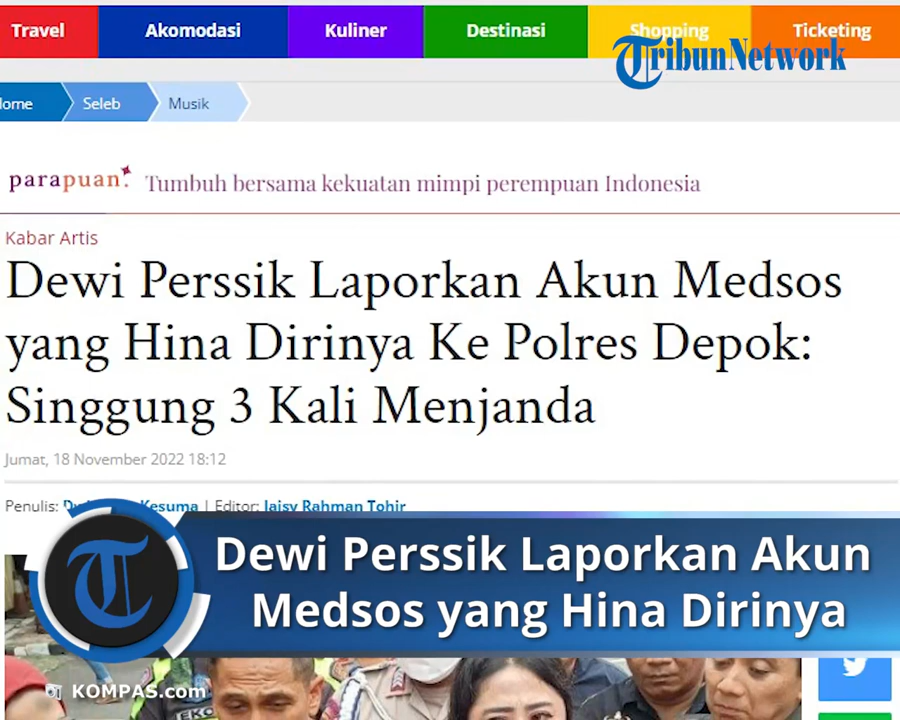 Travel
Akomodasi
Kuliner
Destinasi
Shopping
Ticketing
TribunNetwork
Home
Seleb
Musik
parapuan.
Tumbuh bersama kekuatan mimpi perempuan Indonesia
Kabar Artis
Dewi Perssik Laporkan Akun Medsos
yang Hina Dirinya Ke Polres Depok:
Singgung 3 Kali Menjanda
Jumat, 18 November 2022 18:12
Penulis: Kesuma | Editor: Jaisy Rahman Tohir
Dewi Perssik Laporkan Akun
Medsos yang Hina Dirinya
KOMPAS.com